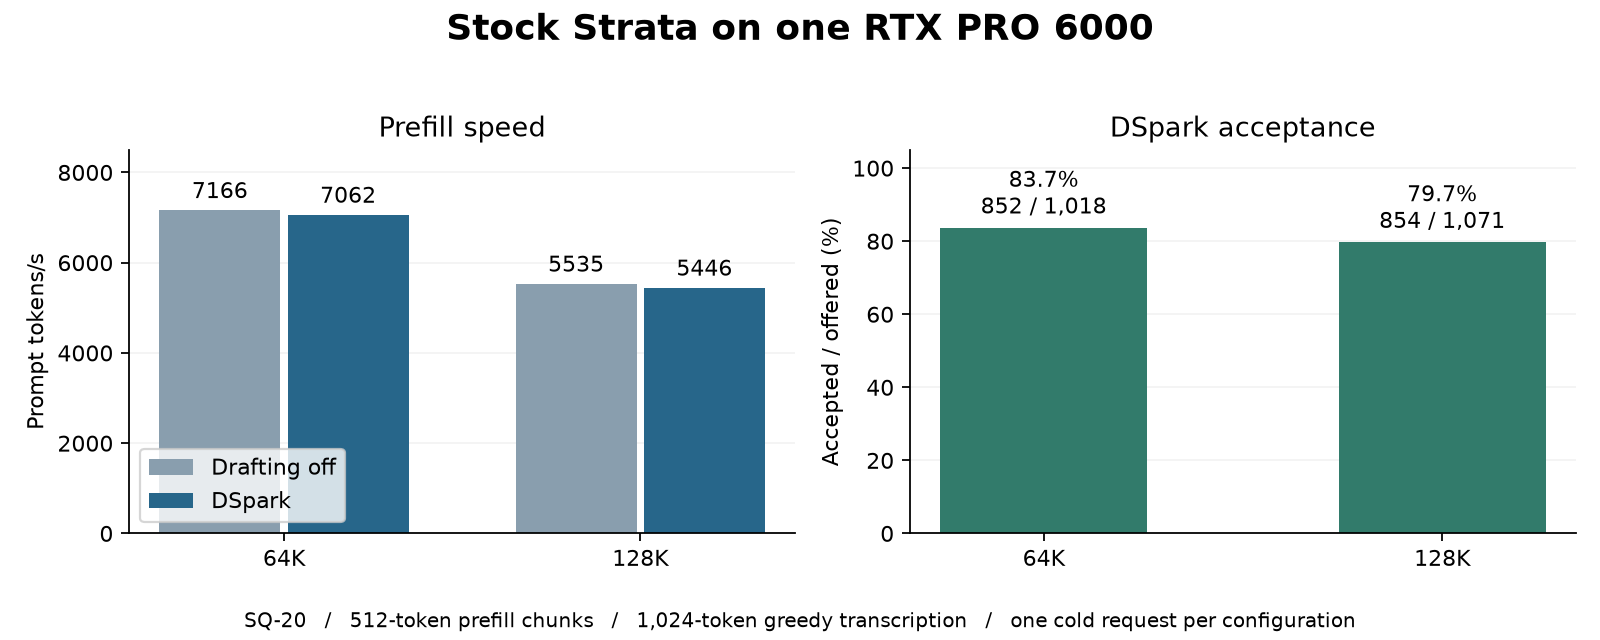 Stock Strata on one RTX PRO 6000
Prefill speed
Prompt tokens/s
8000
6000
4000
2000
0
7166
7062
5535
5446
Drafting off
DSpark
64K
128K
DSpark acceptance
Accepted / offered (%)
100
80
60
40
20
0
83.7%
852 / 1,018
79.7%
854 / 1,071
64K
128K
SQ-20 / 512-token prefill chunks / 1,024-token greedy transcription / one cold request per configuration